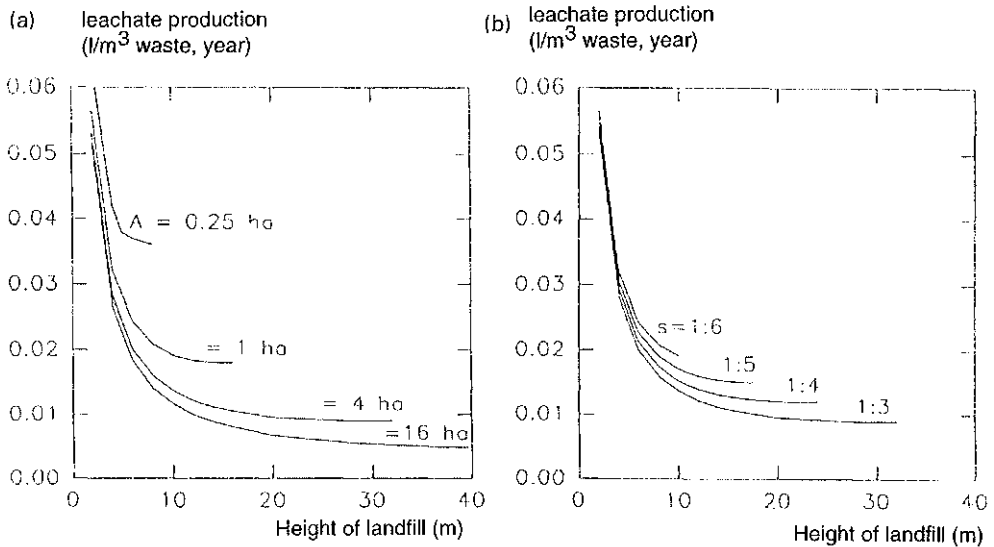 (a) leachate production
(l/m³ waste, year)
0.06
0.05
0.04
0.03
0.02
0.01
0.00
A = 0.25 ha
= 1 ha
= 4 ha
=16 ha
0 10 20 30 40
Height of landfill (m)
(b) leachate production
(l/m³ waste, year)
0.06
0.05
0.04
0.03
0.02
0.01
0.00
s=1:6
1:5
1:4
1:3
0 10 20 30 40
Height of landfill (m)